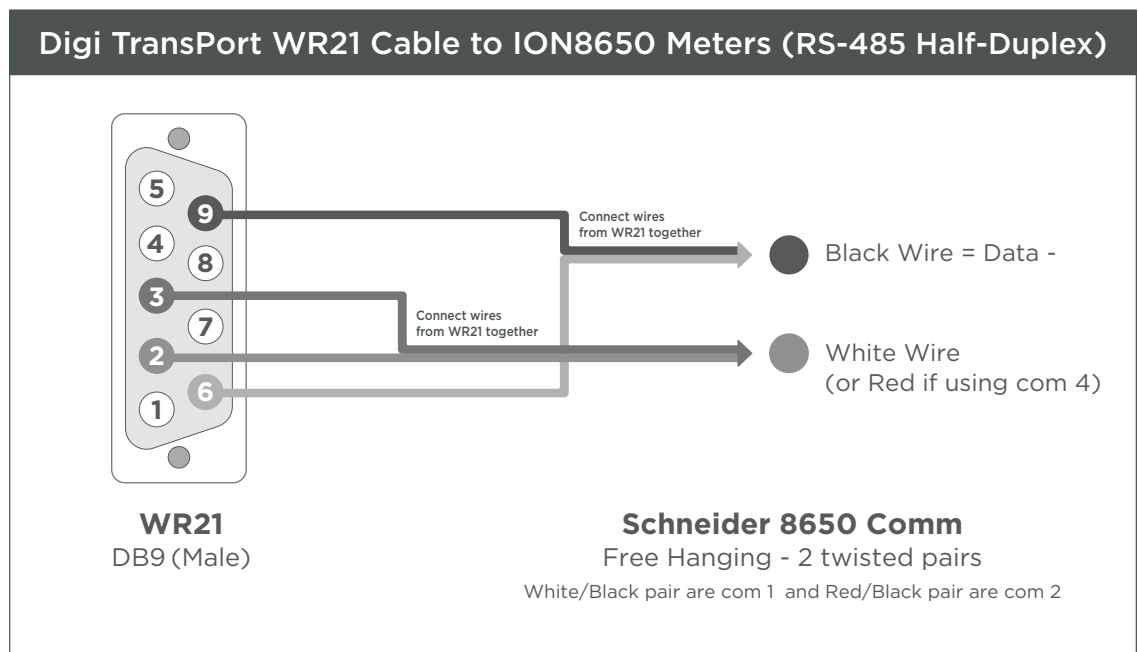 Digi TransPort WR21 Cable to ION8650 Meters (RS-485 Half-Duplex)
5
9
4
8
3
7
2
6
1
Connect wires
from WR21 together
Connect wires
from WR21 together
Black Wire = Data -
White Wire
(or Red if using com 4)
WR21
DB9 (Male)
Schneider 8650 Comm
Free Hanging - 2 twisted pairs
White/Black pair are com 1 and Red/Black pair are com 2